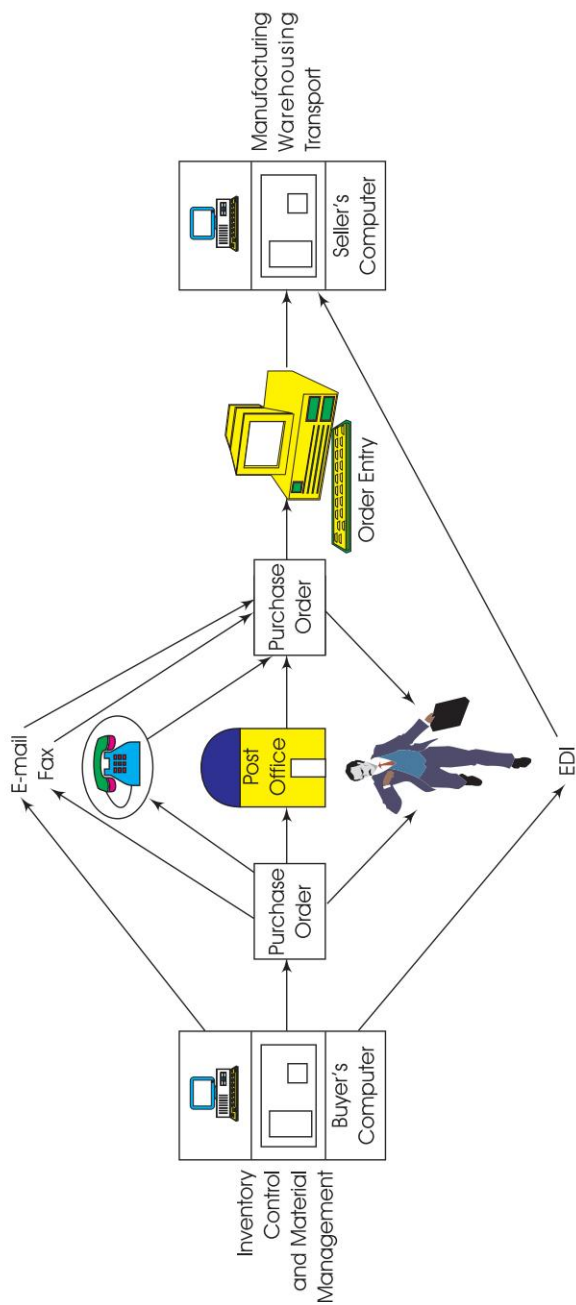 E-mail
Fax
Inventory
Control
and Material
Management
Buyer's
Computer
Purchase
Order
Post
Office
Purchase
Order
Order Entry
Seller's
Computer
Manufacturing
Warehousing
Transport
EDI